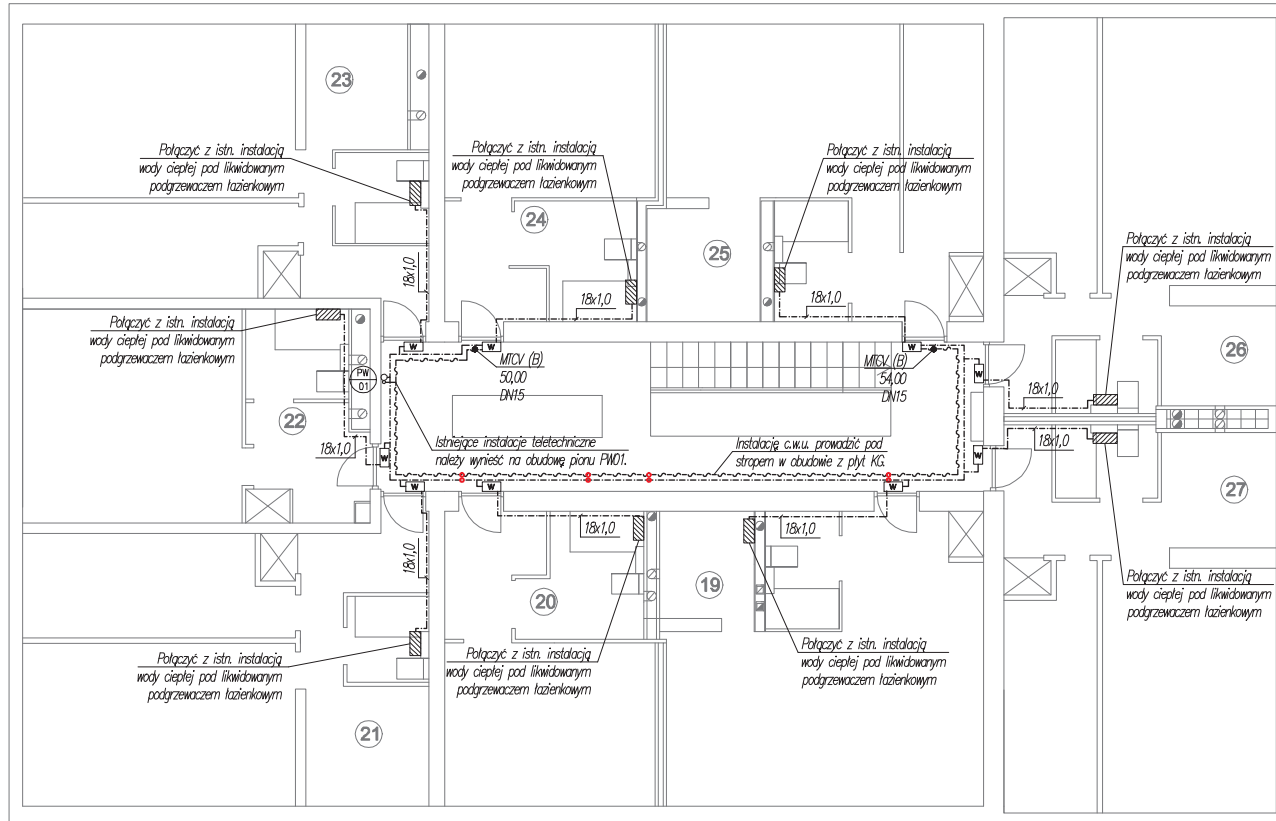 23
Połączyć z istn. instalacją
wody ciepłej pod likwidowanym
podgrzewaczem łazienkowym
Połączyć z istn. instalacją
wody ciepłej pod likwidowanym
podgrzewaczem łazienkowym
Połączyć z istn. instalacją
wody ciepłej pod likwidowanym
podgrzewaczem łazienkowym
24
25
Połączyć z istn. instalacją
wody ciepłej pod likwidowanym
podgrzewaczem łazienkowym
18x1,0
18x1,0
18x1,0
Połączyć z istn. instalacją
wody ciepłej pod likwidowanym
podgrzewaczem łazienkowym
26
W
W
W
MTCV (B)
50,00
DN15
MTCV (B)
54,00
DN15
W
PW
01
18x1,0
22
18x1,0
Istniejące instalacje teletechniczne
należy wynieść na obudowę pionu PW01.
Instalację c.w.u. prowadzić pod
stropem w obudowie z płyt KG.
18x1,0
W
W
W
W
W
27
18x1,0
18x1,0
18x1,0
20
19
Połączyć z istn. instalacją
wody ciepłej pod likwidowanym
podgrzewaczem łazienkowym
Połączyć z istn. instalacją
wody ciepłej pod likwidowanym
podgrzewaczem łazienkowym
Połączyć z istn. instalacją
wody ciepłej pod likwidowanym
podgrzewaczem łazienkowym
Połączyć z istn. instalacją
wody ciepłej pod likwidowanym
podgrzewaczem łazienkowym
21